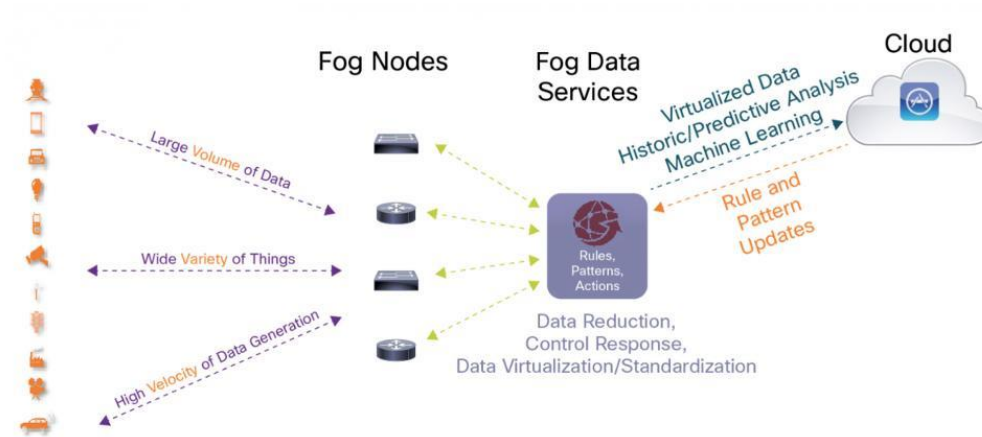 Fog Nodes
Fog Data
Services
Cloud
Large Volume of Data
Wide Variety of Things
High Velocity of Data Generation
Rules,
Patterns,
Actions
Data Reduction,
Control Response,
Data Virtualization/Standardization
Virtualized Data
Historic/Predictive Analysis
Machine Learning
Rule and
Pattern
Updates